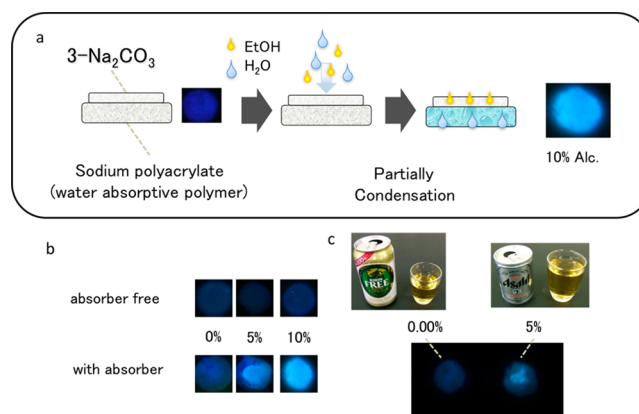 a
3-Na2CO3
EtOH
H2O
Sodium polyacrylate
(water absorptive polymer)
Partially
Condensation
10% Alc.
b
absorber free
0%
5%
10%
with absorber
c
FREE
Asahi
0.00%
5%